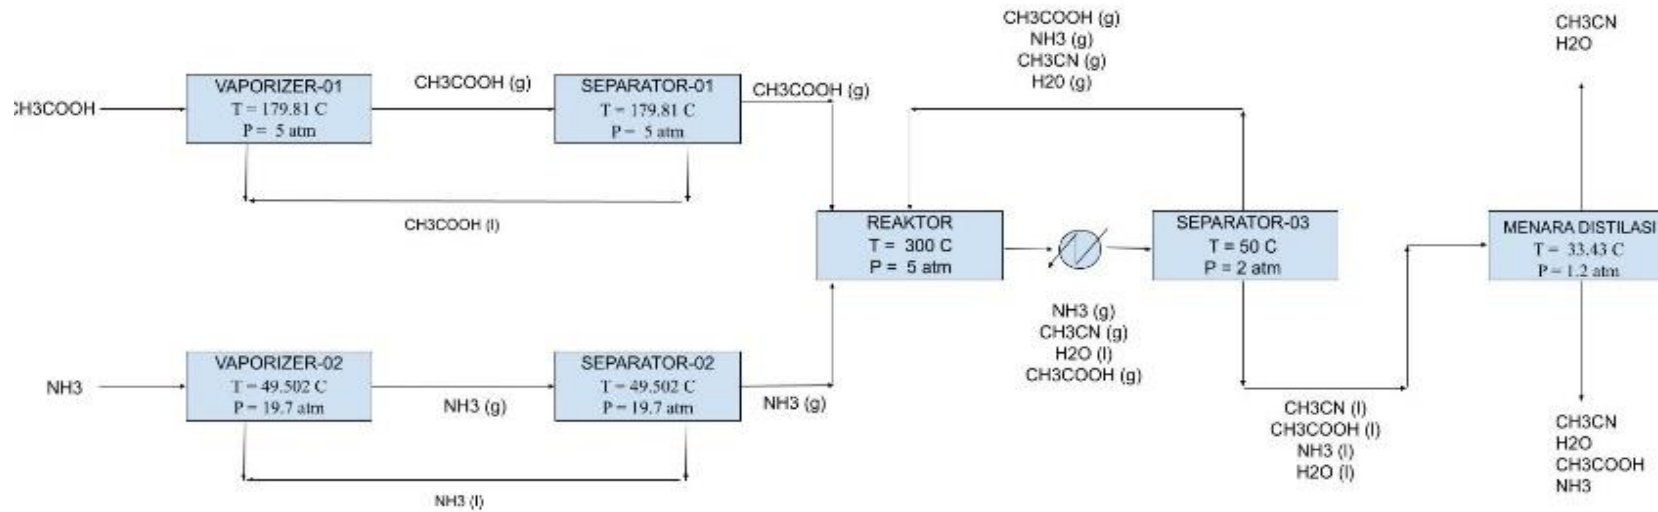 CH3COOH
VAPORIZER-01
T = 179.81 C
P = 5 atm
CH3COOH (g)
SEPARATOR-01
T = 179.81 C
P = 5 atm
CH3COOH (g)
CH3COOH (l)
NH3
VAPORIZER-02
T = 49.502 C
P = 19.7 atm
NH3 (g)
SEPARATOR-02
T = 49.502 C
P = 19.7 atm
NH3 (g)
NH3 (l)
REAKTOR
T = 300 C
P = 5 atm
CH3COOH (g)
NH3 (g)
CH3CN (g)
H20 (g)
NH3 (g)
CH3CN (g)
H2O (l)
CH3COOH (g)
SEPARATOR-03
T = 50 C
P = 2 atm
CH3CN (l)
CH3COOH (l)
NH3 (l)
H2O (l)
CH3CN
H2O
MENARA DISTILASI
T = 33.43 C
P = 1.2 atm
CH3CN
H2O
CH3COOH
NH3